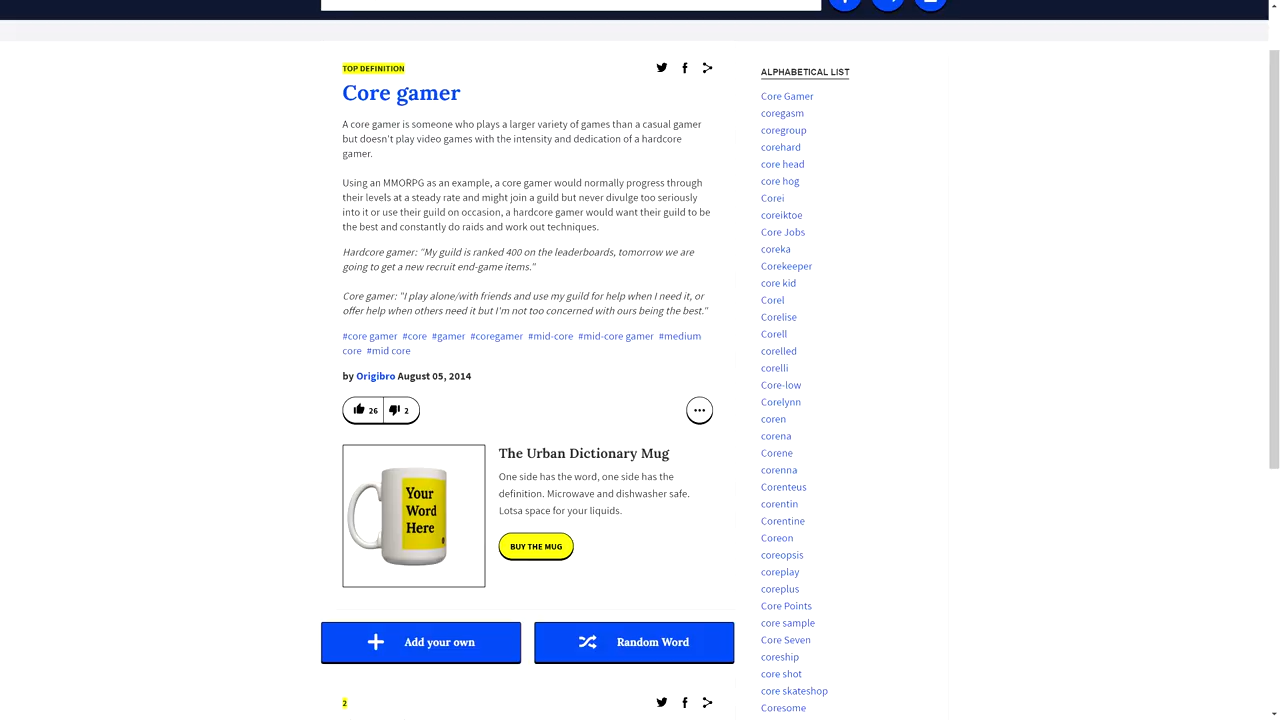 TOP DEFINITION
Core gamer
A core gamer is someone who plays a larger variety of games than a casual gamer
but doesn't play video games with the intensity and dedication of a hardcore
gamer.
Using an MMORPG as an example, a core gamer would normally progress through
their levels at a steady rate and might join a guild but never divulge too seriously
into it or use their guild on occasion, a hardcore gamer would want their guild to be
the best and constantly do raids and work out techniques.
Hardcore gamer: "My guild is ranked 400 on the leaderboards, tomorrow we are
going to get a new recruit end-game items."
Core gamer: "I play alone/with friends and use my guild for help when I need it, or
offer help when others need it but I'm not too concerned with ours being the best."
#core gamer #core #gamer #coregamer #mid-core #mid-core gamer #medium
core #mid core
by Origibro August 05, 2014
26 2
Your
Word
Here
The Urban Dictionary Mug
One side has the word, one side has the
definition. Microwave and dishwasher safe.
Lotsa space for your liquids.
BUY THE MUG
Add your own
Random Word
2
ALPHABETICAL LIST
Core Gamer
coregasm
coregroup
corehard
core head
core hog
Corei
coreiktoe
Core Jobs
coreka
Corekeeper
core kid
Corel
Corelise
Corell
corelled
corelli
Core-low
Corelynn
coren
corena
Corene
corenna
Corenteus
corentin
Corentine
Coreon
coreopsis
coreplay
coreplus
Core Points
core sample
Core Seven
coreship
core shot
core skateshop
Coresome